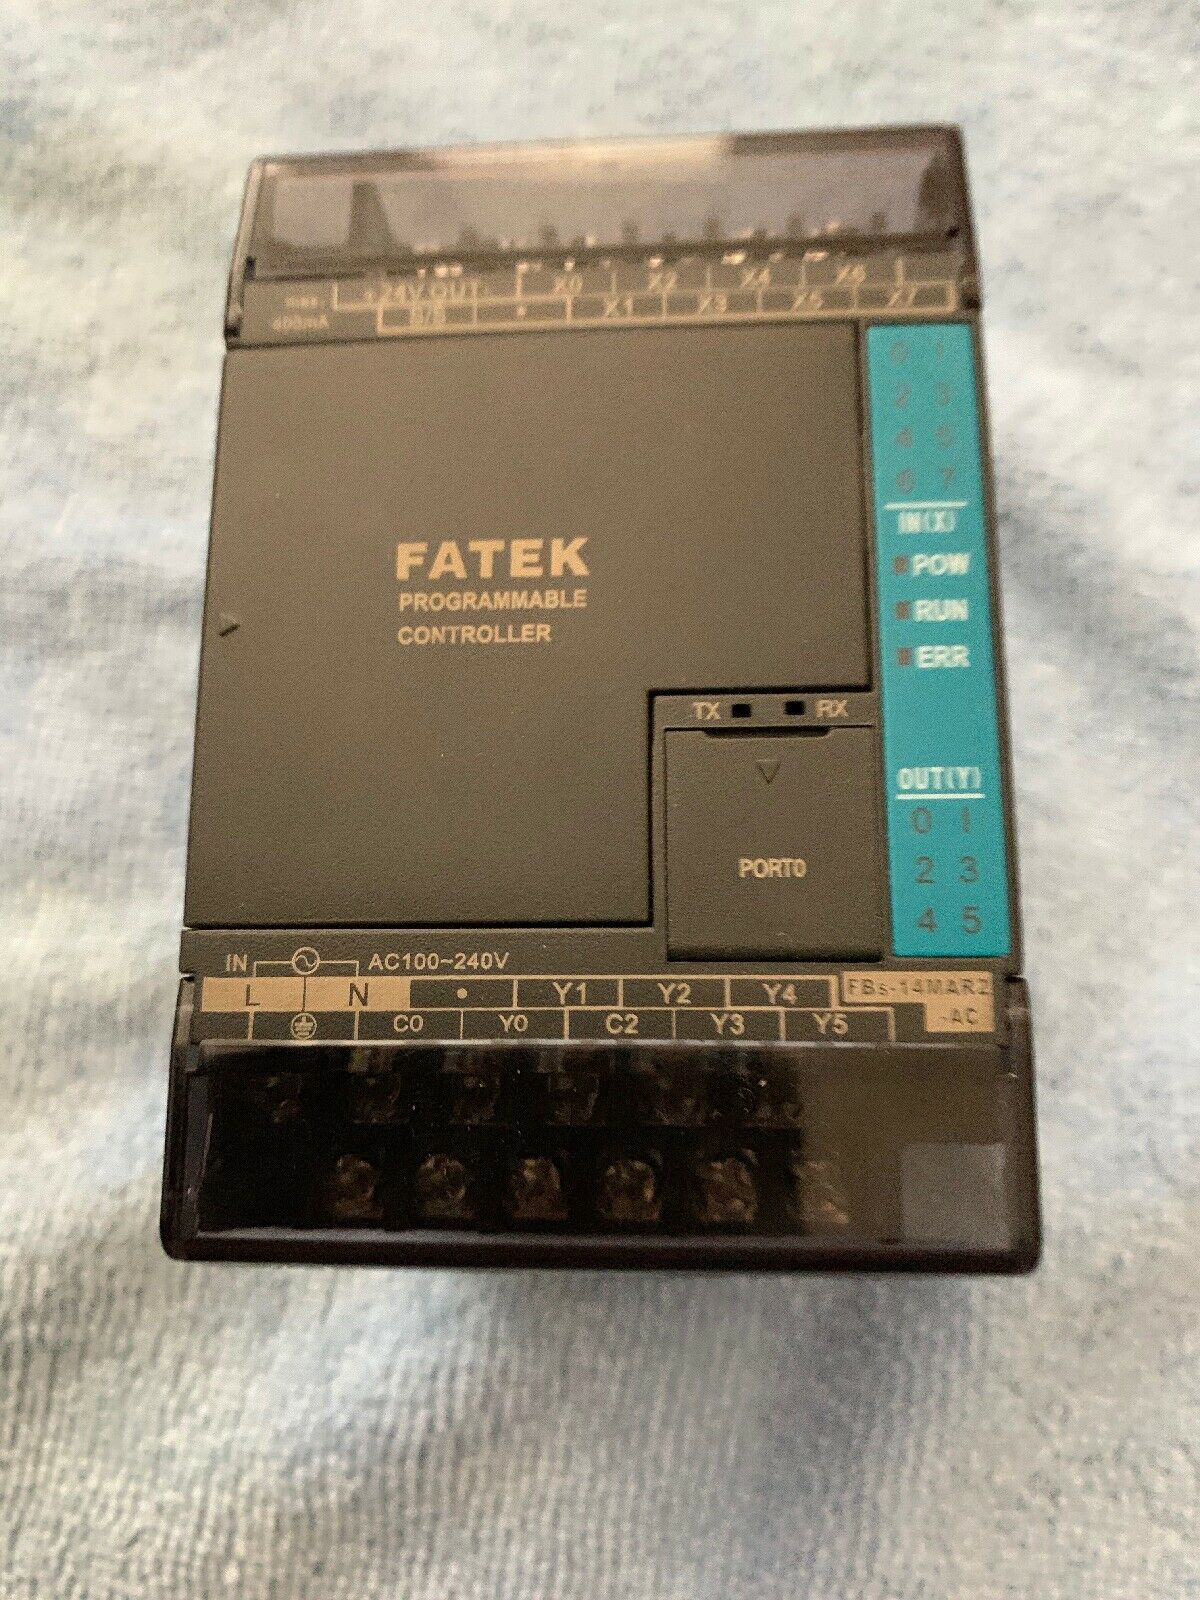 +24V OUT X0 X2 X4 X6
max. 400mA S/S • X1 X3 X5 X7
0 1
2 3
4 5
6 7
IN(X)
POW
RUN
ERR
FATEK
PROGRAMMABLE
CONTROLLER
TX RX
PORT0
OUT(Y)
0 1
2 3
4 5
IN AC100~240V
L N • Y1 Y2 Y4 FBs-14MAR2
C0 Y0 C2 Y3 Y5 -AC